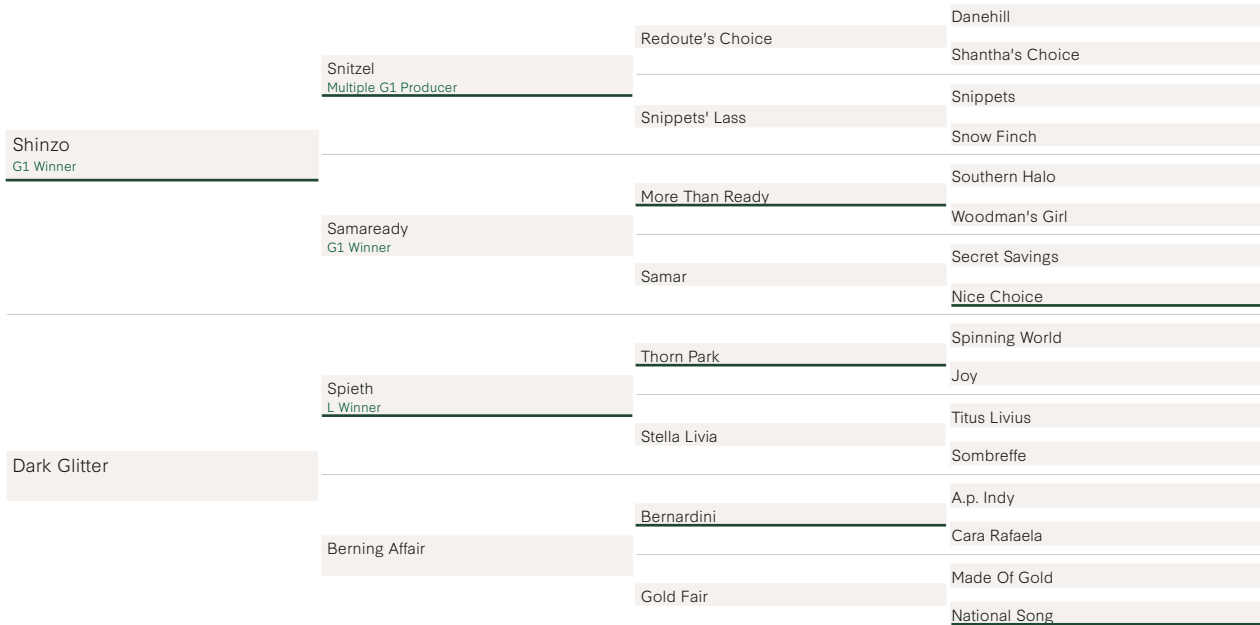 Danehill
Redoute's Choice
Shantha's Choice
Snitzel
Multiple G1 Producer
Snippets
Snippets' Lass
Snow Finch
Shinzo
G1 Winner
Southern Halo
More Than Ready
Woodman's Girl
Samaready
G1 Winner
Secret Savings
Samar
Nice Choice
Spinning World
Thorn Park
Joy
Spieth
L Winner
Titus Livius
Stella Livia
Sombreffe
Dark Glitter
A.p. Indy
Bernardini
Cara Rafaela
Berning Affair
Made Of Gold
Gold Fair
National Song